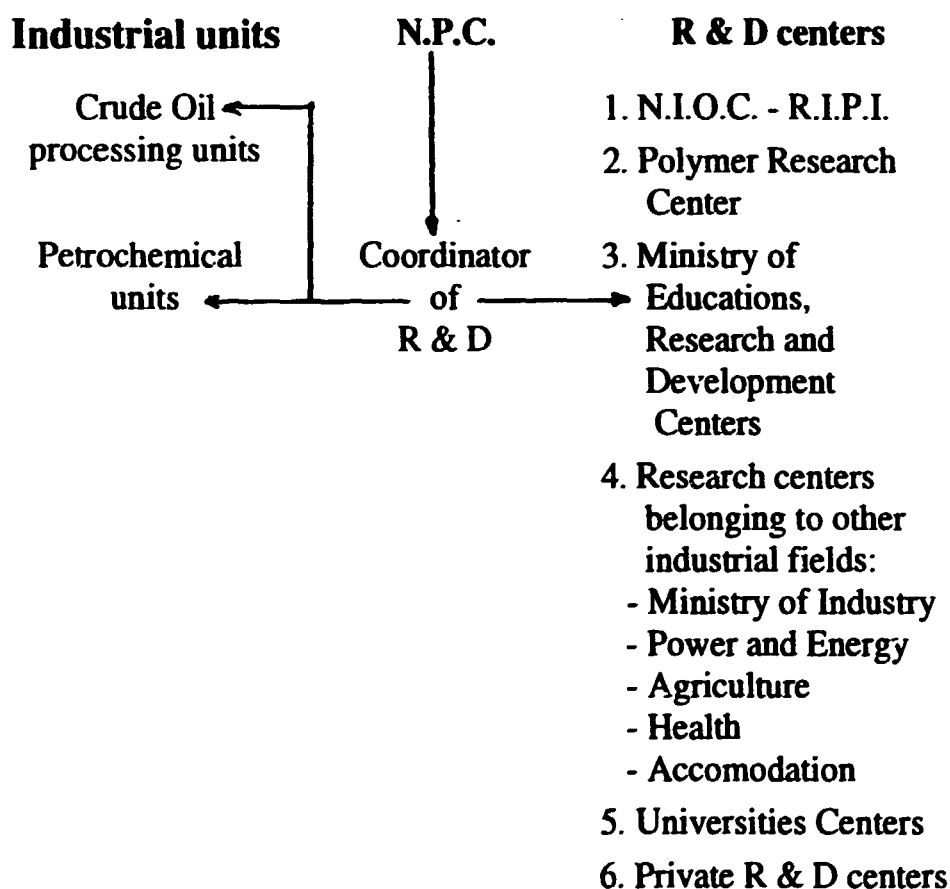 Industrial units
Crude Oil
processing units
Petrochemical
units
N.P.C.
Coordinator
of
R & D
R & D centers
1. N.I.O.C. - R.I.P.I.
2. Polymer Research
Center
3. Ministry of
Educations,
Research and
Development
Centers
4. Research centers
belonging to other
industrial fields:
- Ministry of Industry
- Power and Energy
- Agriculture
- Health
- Accomodation
5. Universities Centers
6. Private R & D centers